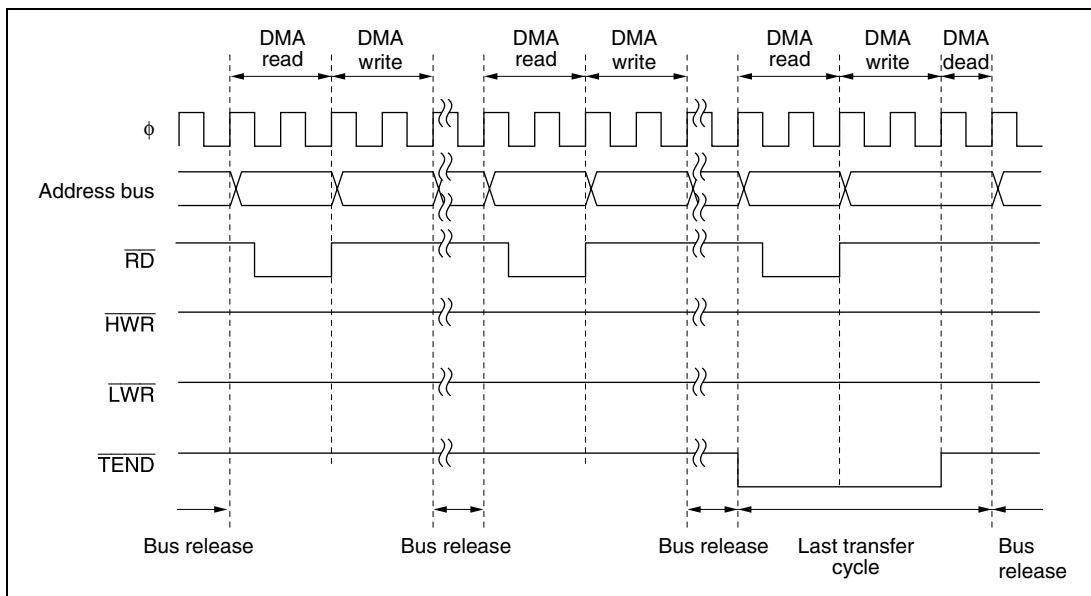 DMA read
DMA write
DMA read
DMA write
DMA read
DMA write
DMA dead
φ
Address bus
RD
HWR
LWR
TEND
Bus release
Bus release
Bus release
Last transfer cycle
Bus release